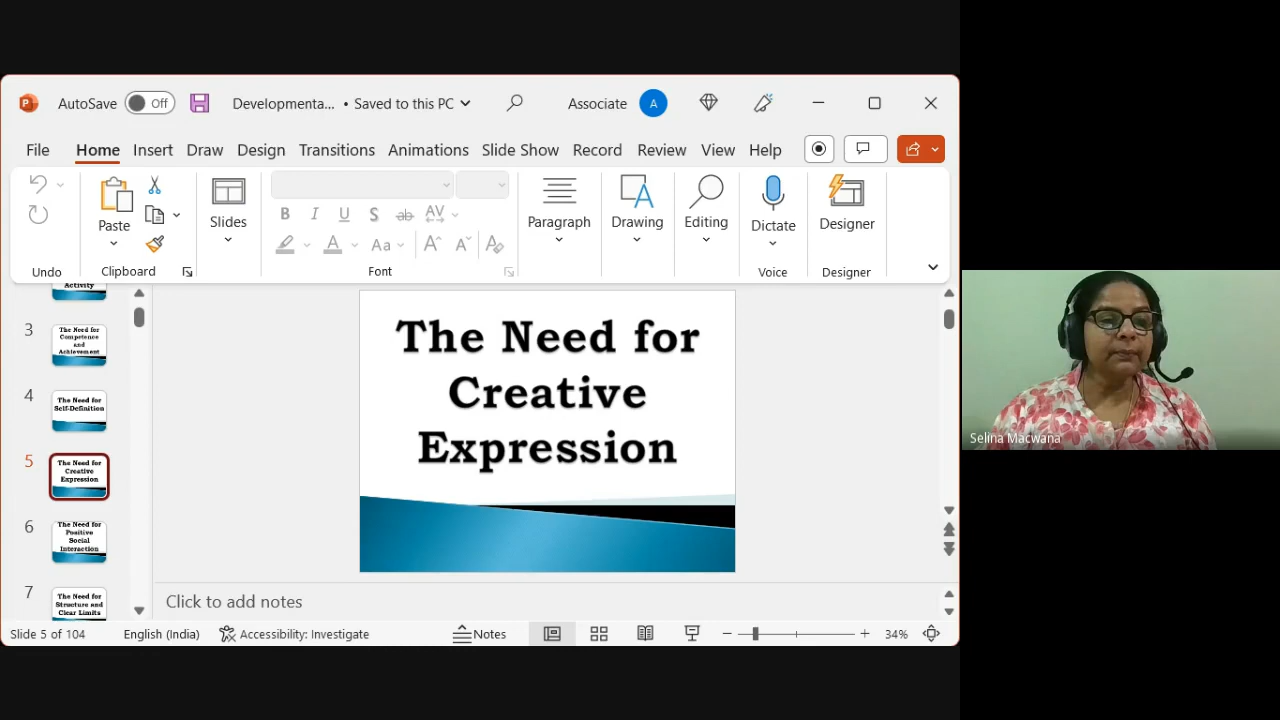 AutoSave Off Developmenta... • Saved to this PC Associate A
File Home Insert Draw Design Transitions Animations Slide Show Record Review View Help
Paste Slides B I U S ab AV Aa A A A Paragraph Drawing Editing Dictate Designer
Undo Clipboard Font Voice Designer
Activity
3 The Need for
Competence
and
Achievement
4 The Need for
Self-Definition
5 The Need for
Creative
Expression
6 The Need for
Positive
Social
Interaction
7 The Need for
Structure and
Clear Limits
The Need for
Creative
Expression
Click to add notes
Slide 5 of 104 English (India) Accessibility: Investigate Notes 34%
Selina Macwana